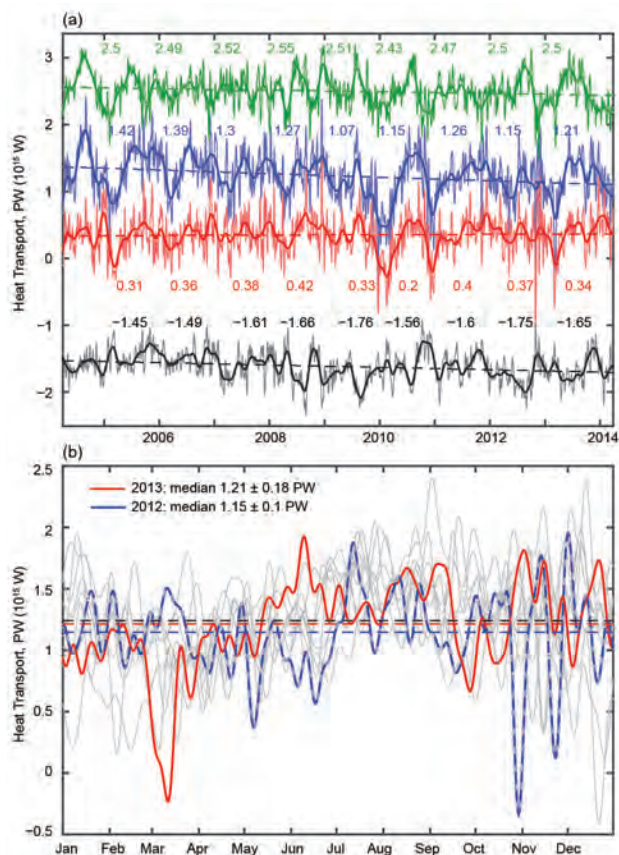 (a)
Heat Transport, PW (10¹⁵ W)
3
2
1
0
−1
−2
2.5 2.49 2.52 2.55 2.51 2.43 2.47 2.5 2.5
1.42 1.39 1.3 1.27 1.07 1.15 1.26 1.15 1.21
0.31 0.36 0.38 0.42 0.33 0.2 0.4 0.37 0.34
−1.45 −1.49 −1.61 −1.66 −1.76 −1.56 −1.6 −1.75 −1.65
2006 2008 2010 2012 2014
(b)
Heat Transport, PW (10¹⁵ W)
2.5
2
1.5
1
0.5
0
−0.5
2013: median 1.21 ± 0.18 PW
2012: median 1.15 ± 0.1 PW
Jan Feb Mar Apr May Jun Jul Aug Sep Oct Nov Dec